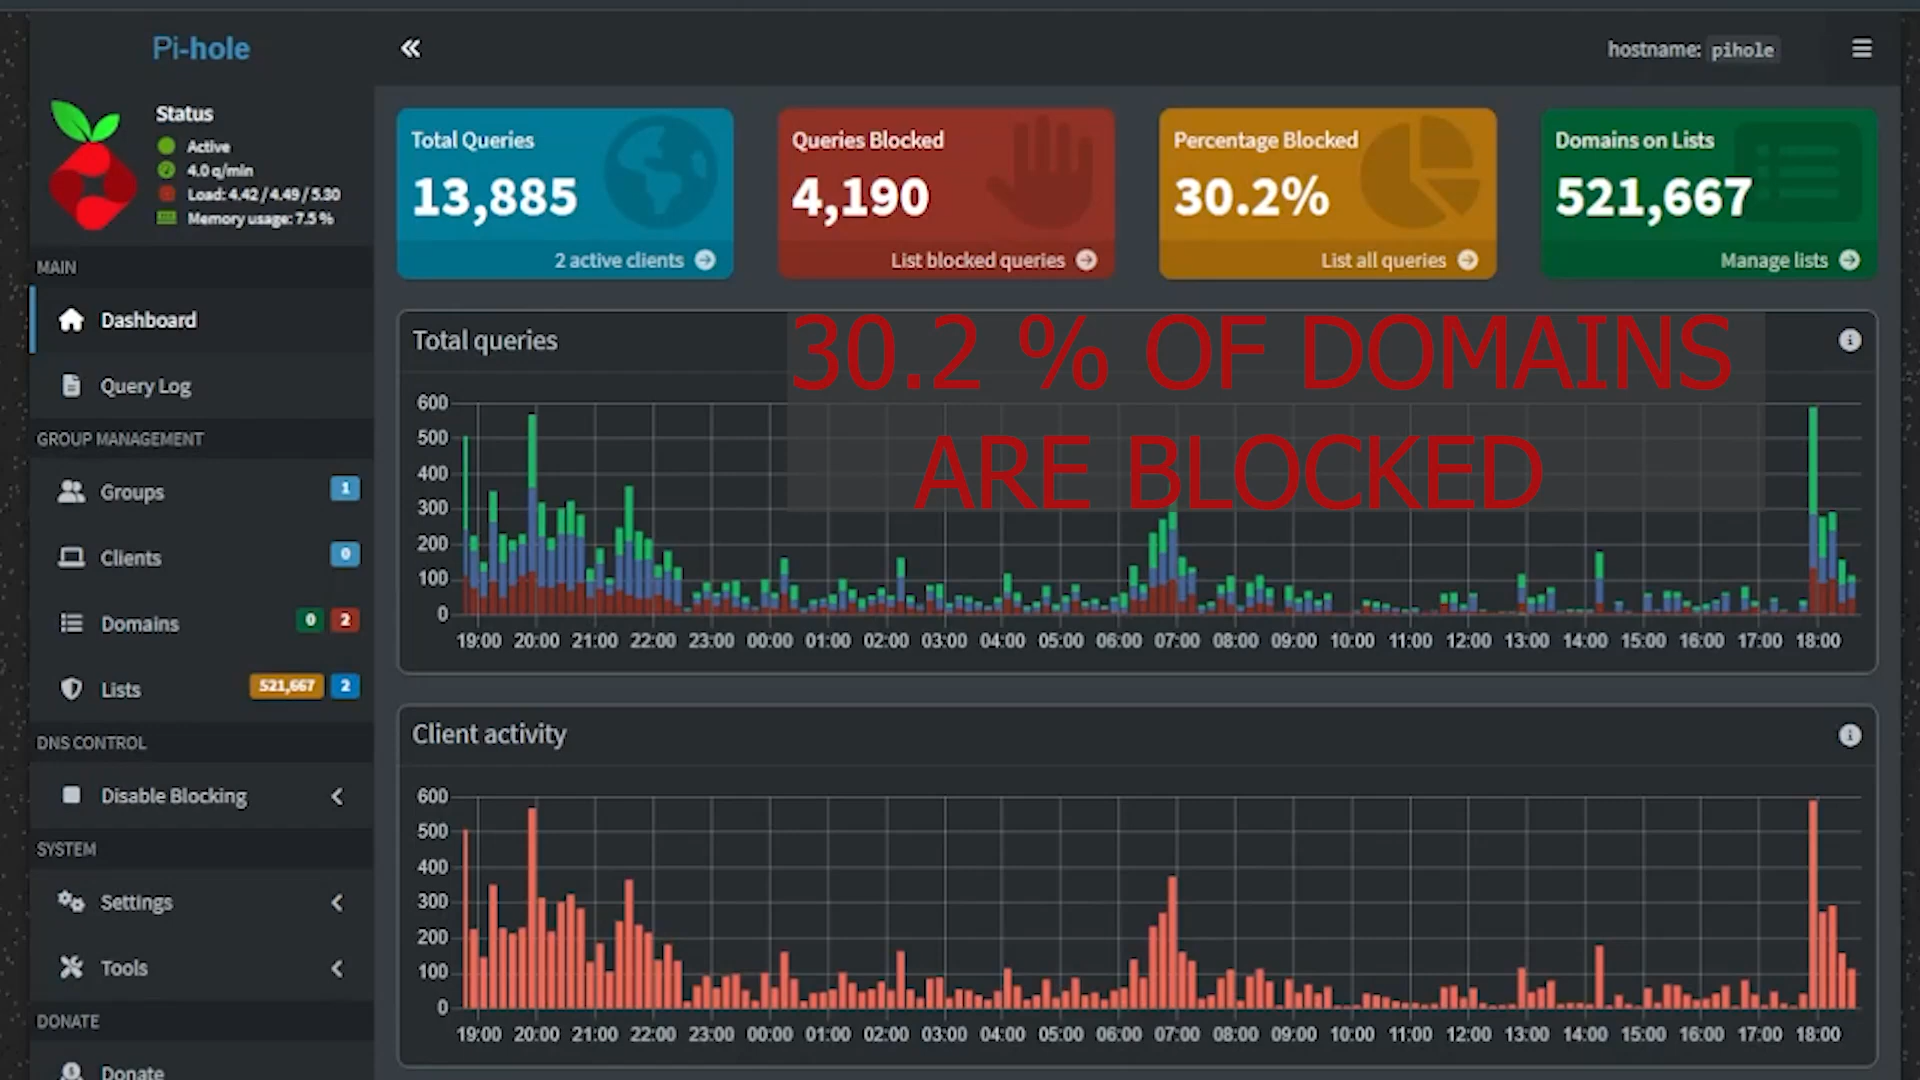 Pi-hole
hostname: pihole
Status
Active
4.0 q/min
Load: 4.42 / 4.49 / 5.30
Memory usage: 7.5 %
MAIN
Dashboard
Query Log
GROUP MANAGEMENT
Groups 1
Clients 0
Domains 0 2
Lists 521,667 2
DNS CONTROL
Disable Blocking
SYSTEM
Settings
Tools
DONATE
Donate
Total Queries
13,885
2 active clients
Queries Blocked
4,190
List blocked queries
Percentage Blocked
30.2%
List all queries
Domains on Lists
521,667
Manage lists
Total queries
30.2 % OF DOMAINS
ARE BLOCKED
600
500
400
300
200
100
0
19:00 20:00 21:00 22:00 23:00 00:00 01:00 02:00 03:00 04:00 05:00 06:00 07:00 08:00 09:00 10:00 11:00 12:00 13:00 14:00 15:00 16:00 17:00 18:00
Client activity
600
500
400
300
200
100
0
19:00 20:00 21:00 22:00 23:00 00:00 01:00 02:00 03:00 04:00 05:00 06:00 07:00 08:00 09:00 10:00 11:00 12:00 13:00 14:00 15:00 16:00 17:00 18:00